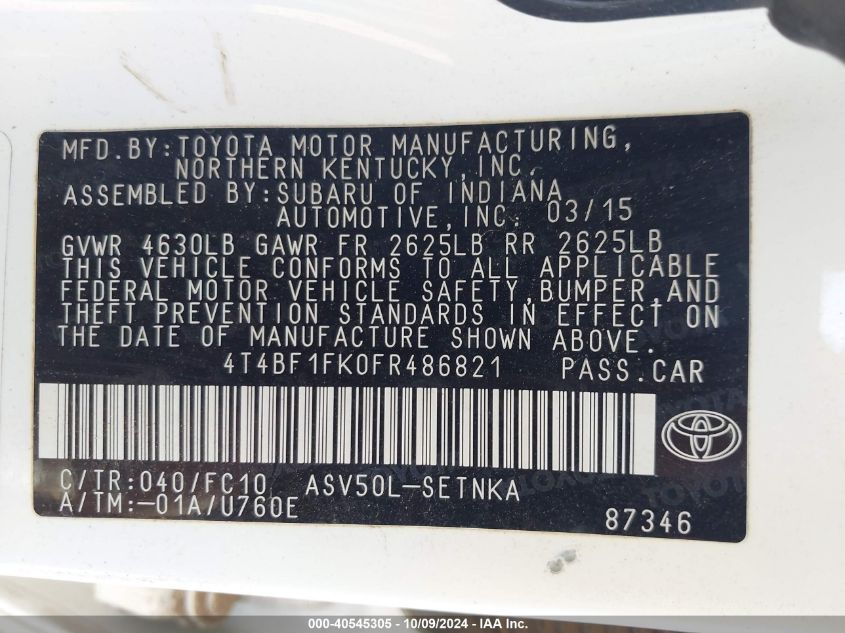 MFD.BY:TOYOTA MOTOR MANUFACTURING,
NORTHERN KENTUCKY,INC.
ASSEMBLED BY:SUBARU OF INDIANA
AUTOMOTIVE,INC. 03/15
GVWR 4630LB GAWR FR 2625LB RR 2625LB
THIS VEHICLE CONFORMS TO ALL APPLICABLE
FEDERAL MOTOR VEHICLE SAFETY,BUMPER,AND
THEFT PREVENTION STANDARDS IN EFFECT ON
THE DATE OF MANUFACTURE SHOWN ABOVE.
4T4BF1FK0FR486821 PASS.CAR
C/TR:040/FC10 ASV50L-SETNKA
A/TM:-01A/U760E
87346
000-40545305 - 10/09/2024 - IAA Inc.